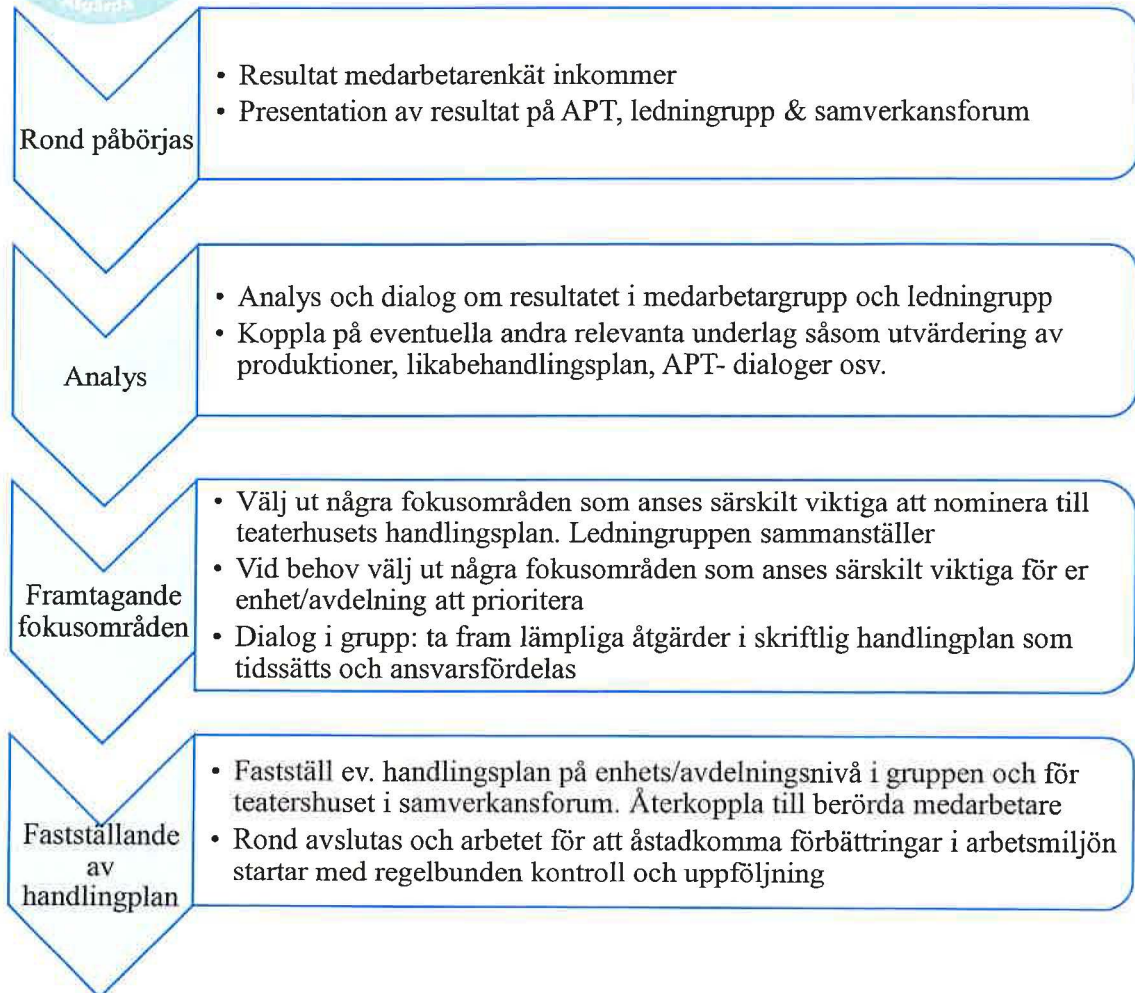 Åtgärda
Rond påbörjas
• Resultat medarbetarenkät inkommer
• Presentation av resultat på APT, ledningrupp & samverkansforum
Analys
• Analys och dialog om resultatet i medarbetargrupp och ledningrupp
• Koppla på eventuella andra relevanta underlag såsom utvärdering av
produktioner, likabehandlingsplan, APT- dialoger osv.
Framtagande
fokusområden
• Välj ut några fokusområden som anses särskilt viktiga att nominera till
teaterhusets handlingsplan. Ledningruppen sammanställer
• Vid behov välj ut några fokusområden som anses särskilt viktiga för er
enhet/avdelning att prioritera
• Dialog i grupp: ta fram lämpliga åtgärder i skriftlig handlingplan som
tidssätts och ansvarsfördelas
Fastställande
av
handlingplan
• Fastställ ev. handlingsplan på enhets/avdelningsnivå i gruppen och för
teatershuset i samverkansforum. Återkoppla till berörda medarbetare
• Rond avslutas och arbetet för att åstadkomma förbättringar i arbetsmiljön
startar med regelbunden kontroll och uppföljning